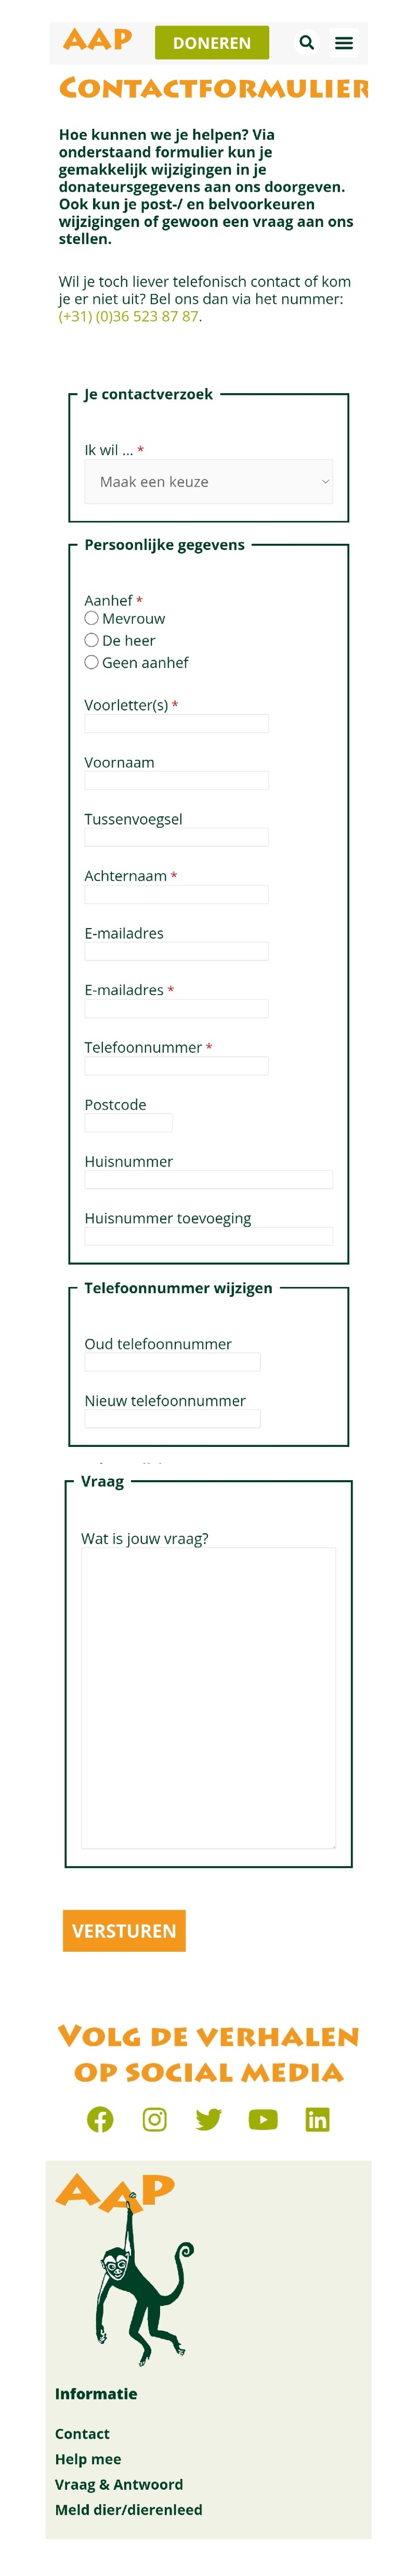 AAP
DONEREN
Contactformulier
Hoe kunnen we je helpen? Via
onderstaand formulier kun je
gemakkelijk wijzigingen in je
donateursgegevens aan ons doorgeven.
Ook kun je post-/ en belvoorkeuren
wijzigingen of gewoon een vraag aan ons
stellen.
Wil je toch liever telefonisch contact of kom
je er niet uit? Bel ons dan via het nummer:
(+31) (0)36 523 87 87.
Je contactverzoek
Ik wil ... *
Maak een keuze
Persoonlijke gegevens
Aanhef *
Mevrouw
De heer
Geen aanhef
Voorletter(s) *
Voornaam
Tussenvoegsel
Achternaam *
E-mailadres
E-mailadres *
Telefoonnummer *
Postcode
Huisnummer
Huisnummer toevoeging
Telefoonnummer wijzigen
Oud telefoonnummer
Nieuw telefoonnummer
Vraag
Wat is jouw vraag?
VERSTUREN
Volg de verhalen
op social media
AAP
Informatie
Contact
Help mee
Vraag & Antwoord
Meld dier/dierenleed